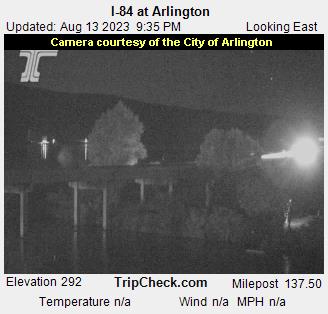 I-84 at Arlington
Updated: Aug 13 2023 9:35 PM Looking East
Camera courtesy of the City of Arlington
Elevation 292 TripCheck.com Milepost 137.50
Temperature n/a Wind n/a MPH n/a